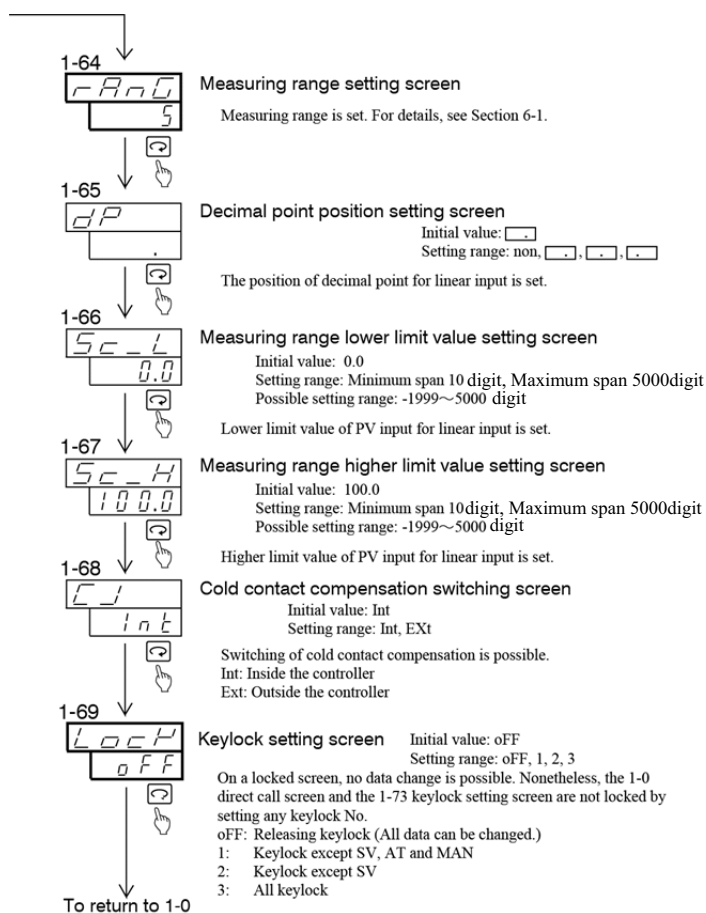 1-64
rAnG
5
Measuring range setting screen
Measuring range is set. For details, see Section 6-1.
1-65
dP
.
Decimal point position setting screen
Initial value: .
Setting range: non, . , . , .
The position of decimal point for linear input is set.
1-66
Sc_L
0.0
Measuring range lower limit value setting screen
Initial value: 0.0
Setting range: Minimum span 10 digit, Maximum span 5000digit
Possible setting range: -1999～5000 digit
Lower limit value of PV input for linear input is set.
1-67
Sc_H
100.0
Measuring range higher limit value setting screen
Initial value: 100.0
Setting range: Minimum span 10digit, Maximum span 5000digit
Possible setting range: -1999～5000 digit
Higher limit value of PV input for linear input is set.
1-68
CJ
Int
Cold contact compensation switching screen
Initial value: Int
Setting range: Int, EXt
Switching of cold contact compensation is possible.
Int: Inside the controller
Ext: Outside the controller
1-69
LocK
oFF
Keylock setting screen Initial value: oFF
Setting range: oFF, 1, 2, 3
On a locked screen, no data change is possible. Nonetheless, the 1-0
direct call screen and the 1-73 keylock setting screen are not locked by
setting any keylock No.
oFF: Releasing keylock (All data can be changed.)
1: Keylock except SV, AT and MAN
2: Keylock except SV
3: All keylock
To return to 1-0